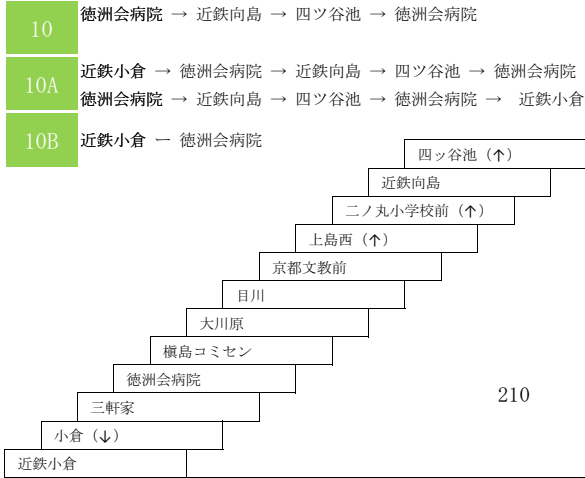 10 徳洲会病院 → 近鉄向島 → 四ツ谷池 → 徳洲会病院
10A 近鉄小倉 → 徳洲会病院 → 近鉄向島 → 四ツ谷池 → 徳洲会病院
徳洲会病院 → 近鉄向島 → 四ツ谷池 → 徳洲会病院 → 近鉄小倉
10B 近鉄小倉 ー 徳洲会病院
四ッ谷池（↑）
近鉄向島
二ノ丸小学校前（↑）
上島西（↑）
京都文教前
目川
大川原
槇島コミセン
徳洲会病院
210
三軒家
小倉（↓）
近鉄小倉